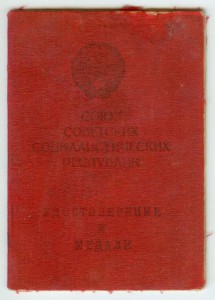 СОЮЗ
СОВЕТСКИХ
СОЦИАЛИСТИЧЕСКИХ
РЕСПУБЛИК
УДОСТОВЕРЕНИЕ
К
МЕДАЛИ